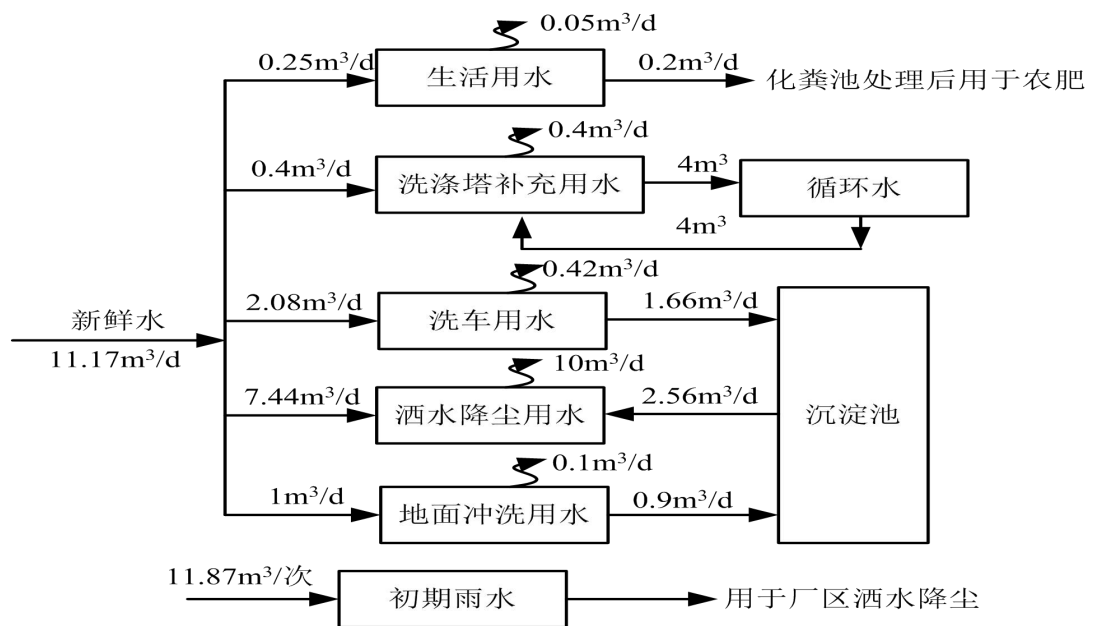 0.05m³/d
0.25m³/d
生活用水
0.2m³/d
化粪池处理后用于农肥
0.4m³/d
0.4m³/d
洗涤塔补充用水
4m³
循环水
4m³
0.42m³/d
2.08m³/d
洗车用水
1.66m³/d
新鲜水
11.17m³/d
10m³/d
7.44m³/d
洒水降尘用水
2.56m³/d
沉淀池
0.1m³/d
1m³/d
地面冲洗用水
0.9m³/d
11.87m³/次
初期雨水
用于厂区洒水降尘